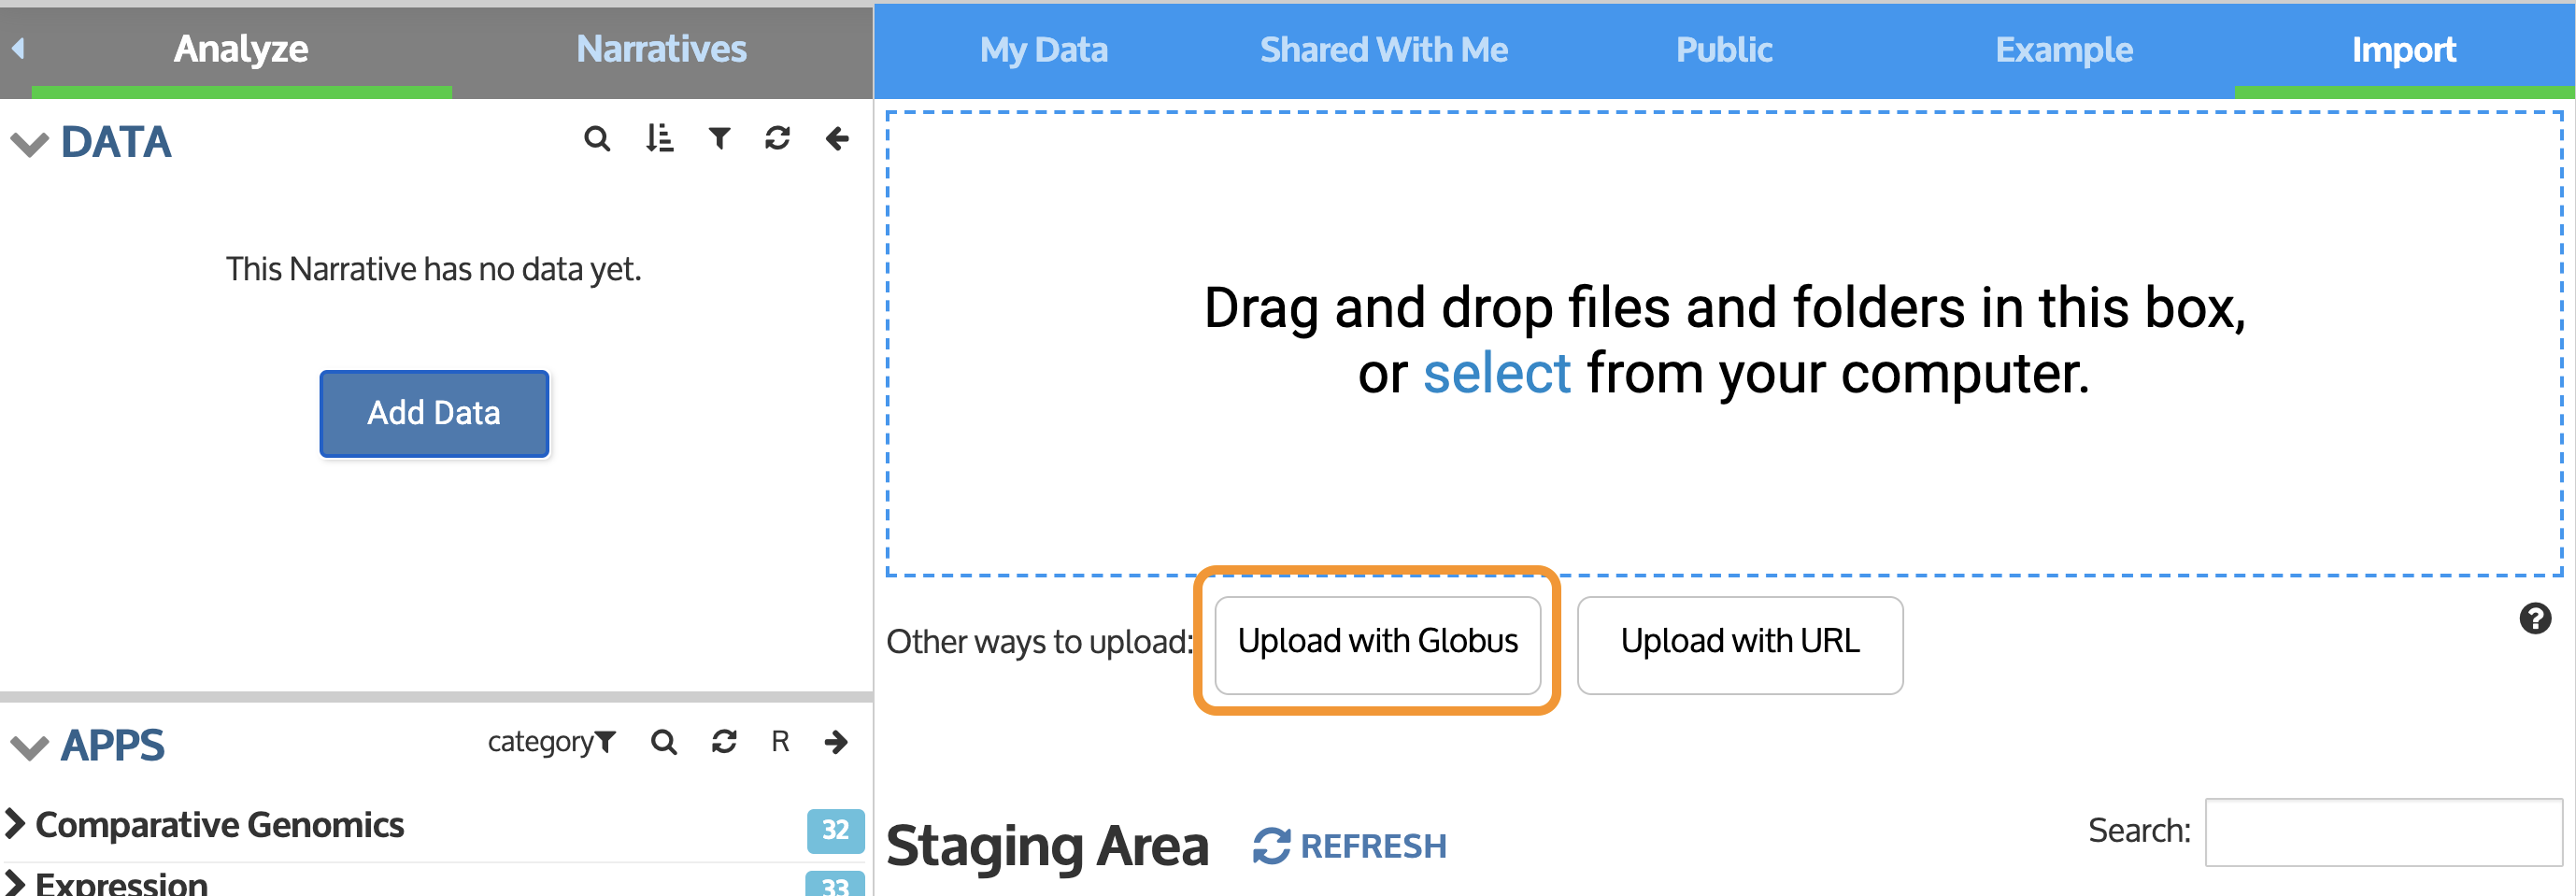 Analyze
Narratives
My Data
Shared With Me
Public
Example
Import
DATA
This Narrative has no data yet.
Add Data
Drag and drop files and folders in this box,
or select from your computer.
Other ways to upload:
Upload with Globus
Upload with URL
APPS
category
R
Comparative Genomics
32
Expression
33
Staging Area
REFRESH
Search: